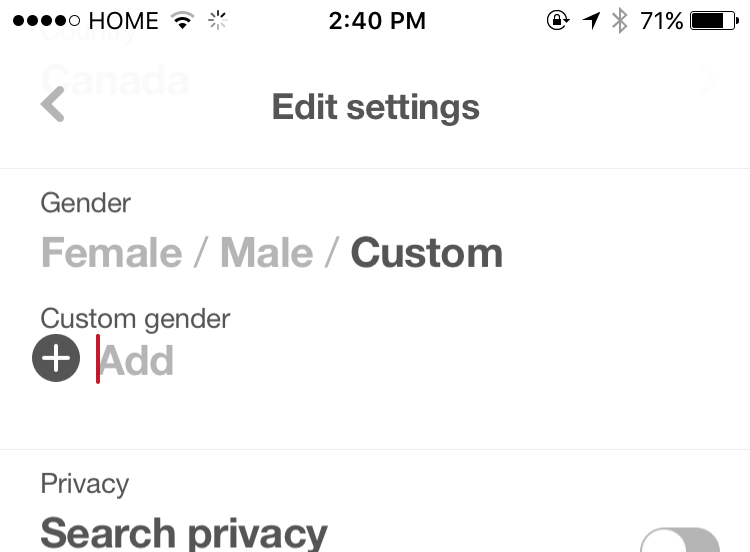 HOME 2:40 PM 71%
Country
Canada
Edit settings
Gender
Female / Male / Custom
Custom gender
Add
Privacy
Search privacy